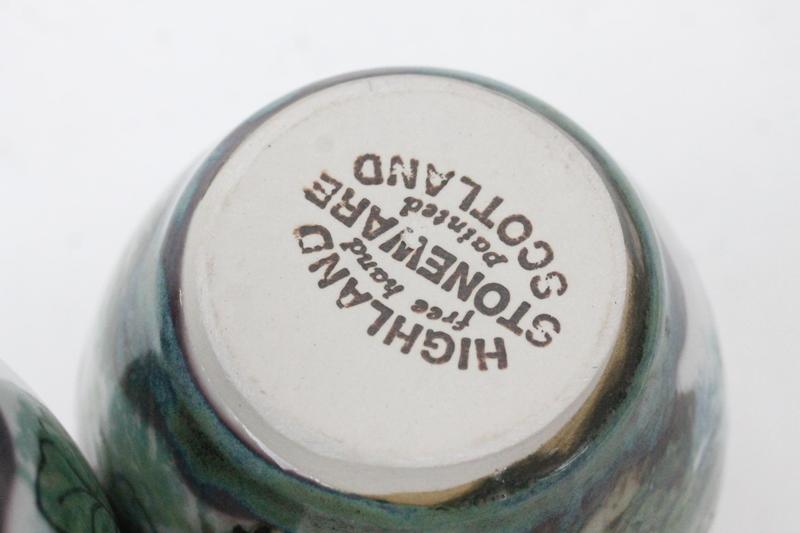 HIGHLAND
free hand
STONEWARE
painted
SCOTLAND